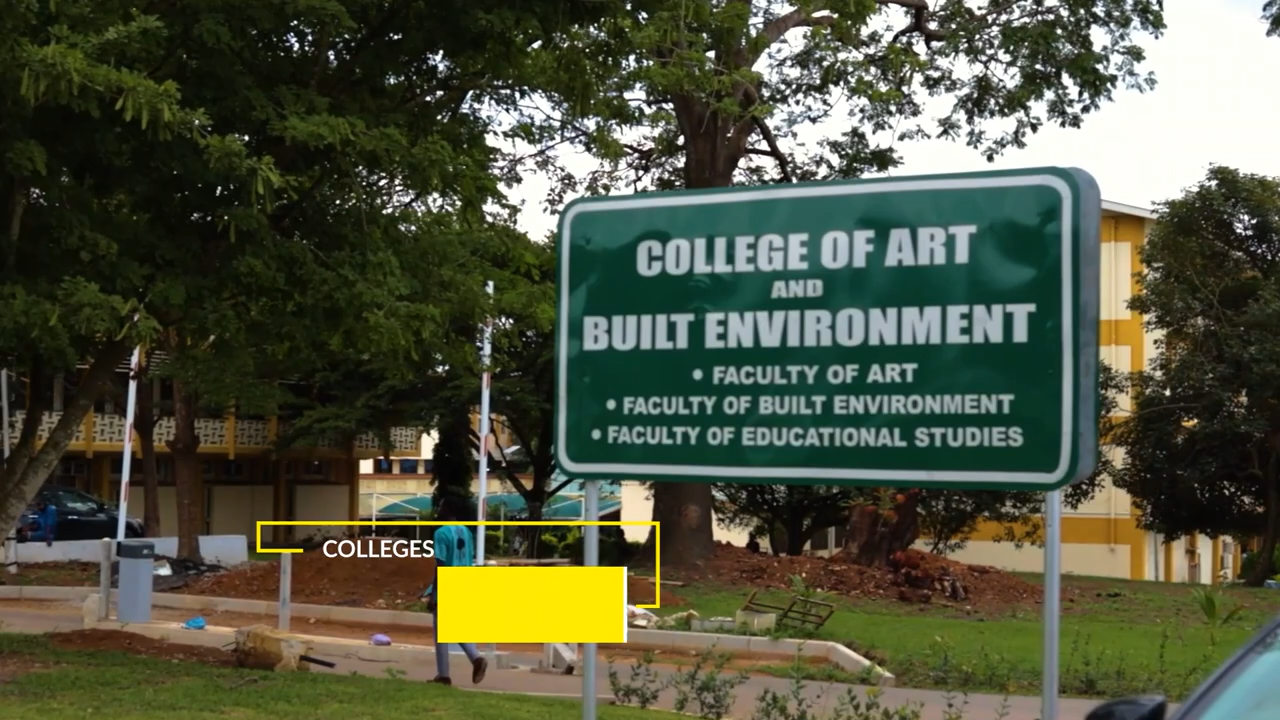 COLLEGE OF ART
AND
BUILT ENVIRONMENT
• FACULTY OF ART
• FACULTY OF BUILT ENVIRONMENT
• FACULTY OF EDUCATIONAL STUDIES
COLLEGES